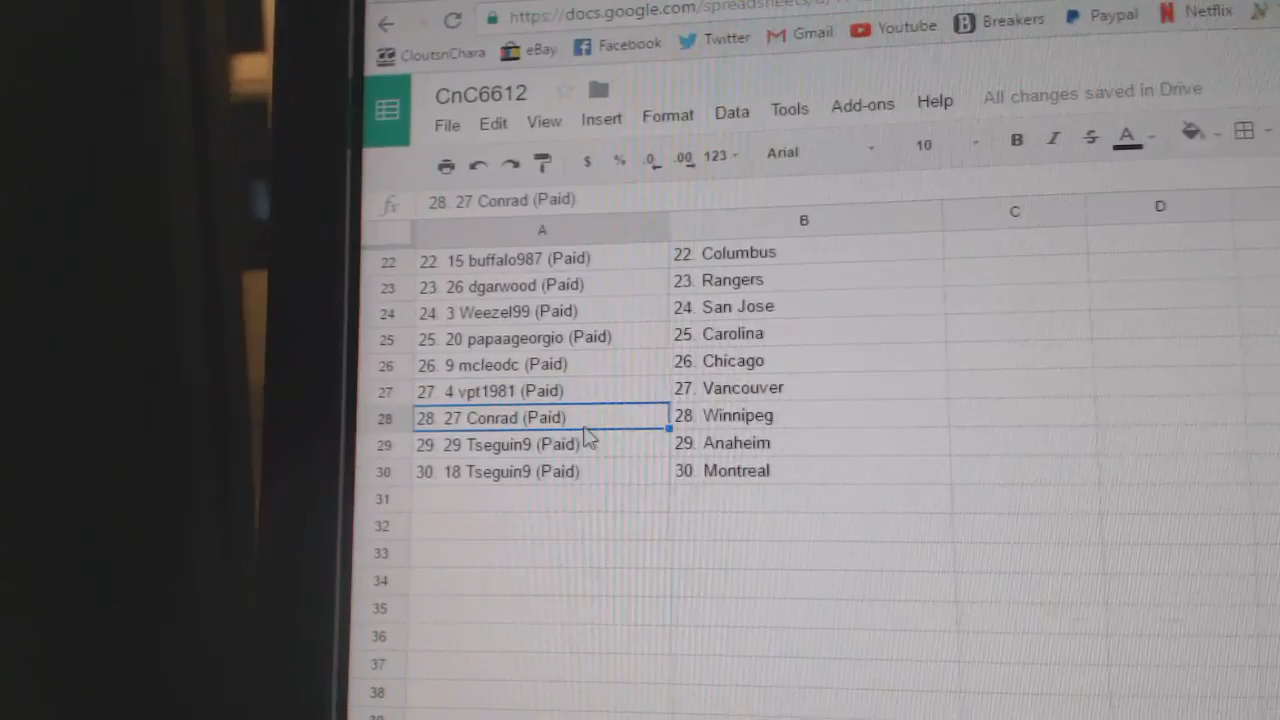 https://docs.google.com/spreadsheets/d/
CloutsnChara eBay Facebook Twitter Gmail Youtube Breakers Paypal Netflix
CnC6612
File Edit View Insert Format Data Tools Add-ons Help All changes saved in Drive
$ % .0 .00 123 Arial 10 B I S A
fx 28. 27 Conrad (Paid)
A B C D
22 22. 15 buffalo987 (Paid) 22. Columbus
23 23. 26 dgarwood (Paid) 23. Rangers
24 24. 3 Weezel99 (Paid) 24. San Jose
25 25. 20 papaageorgio (Paid) 25. Carolina
26 26. 9 mcleodc (Paid) 26. Chicago
27 27. 4 vpt1981 (Paid) 27. Vancouver
28 28. 27 Conrad (Paid) 28. Winnipeg
29 29. 29 Tseguin9 (Paid) 29. Anaheim
30 30. 18 Tseguin9 (Paid) 30. Montreal
31
32
33
34
35
36
37
38